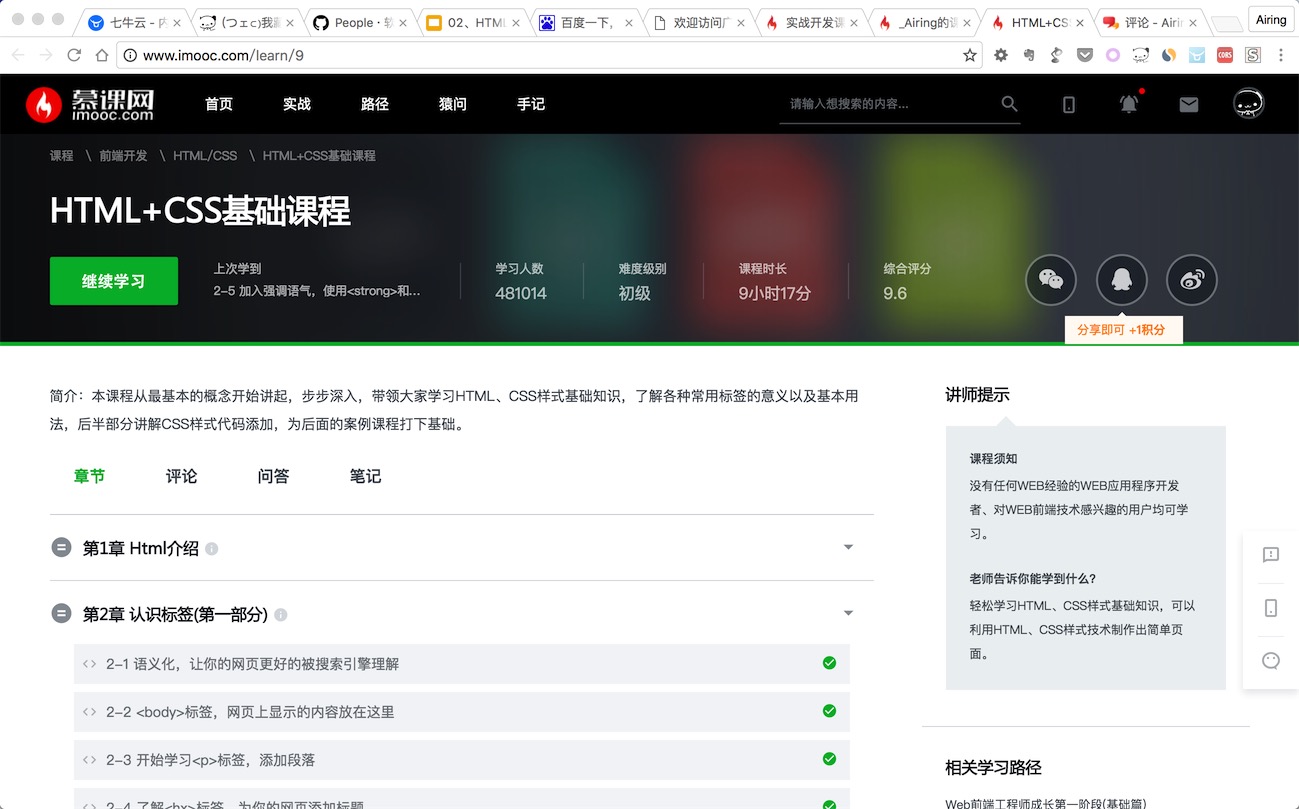 七牛云 - 内
(つェc)我薅
People · 软
02、HTML
百度一下，
欢迎访问广
实战开发课
_Airing的课
HTML+CS
评论 - Airin
Airing
www.imooc.com/learn/9
慕课网
imooc.com
首页
实战
路径
猿问
手记
请输入想搜索的内容...
课程 \ 前端开发 \ HTML/CSS \ HTML+CSS基础课程
HTML+CSS基础课程
继续学习
上次学到
2-5 加入强调语气，使用<strong>和...
学习人数
481014
难度级别
初级
课程时长
9小时17分
综合评分
9.6
分享即可 +1积分
简介：本课程从最基本的概念开始讲起，步步深入，带领大家学习HTML、CSS样式基础知识，了解各种常用标签的意义以及基本用
法，后半部分讲解CSS样式代码添加，为后面的案例课程打下基础。
章节
评论
问答
笔记
第1章 Html介绍
第2章 认识标签(第一部分)
2-1 语义化，让你的网页更好的被搜索引擎理解
2-2 <body>标签，网页上显示的内容放在这里
2-3 开始学习<p>标签，添加段落
2-4 了解<hx>标签，为你的网页添加标题
讲师提示
课程须知
没有任何WEB经验的WEB应用程序开发
者、对WEB前端技术感兴趣的用户均可学
习。
老师告诉你能学到什么?
轻松学习HTML、CSS样式基础知识，可以
利用HTML、CSS样式技术制作出简单页
面。
相关学习路径
Web前端工程师成长第一阶段(基础篇)